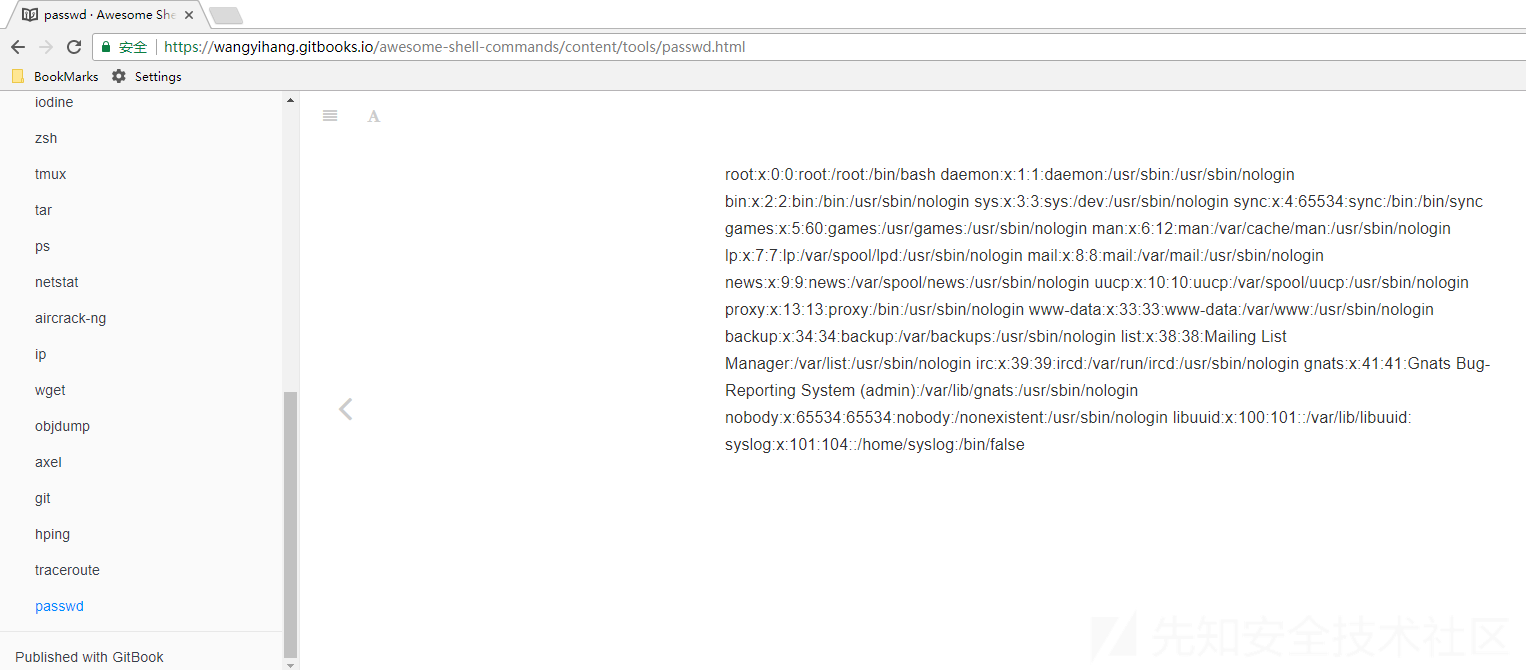 passwd · Awesome She
安全 https://wangyihang.gitbooks.io/awesome-shell-commands/content/tools/passwd.html
BookMarks Settings
iodine
zsh
tmux
tar
ps
netstat
aircrack-ng
ip
wget
objdump
axel
git
hping
traceroute
passwd
Published with GitBook
A
root:x:0:0:root:/root:/bin/bash daemon:x:1:1:daemon:/usr/sbin:/usr/sbin/nologin
bin:x:2:2:bin:/bin:/usr/sbin/nologin sys:x:3:3:sys:/dev:/usr/sbin/nologin sync:x:4:65534:sync:/bin:/bin/sync
games:x:5:60:games:/usr/games:/usr/sbin/nologin man:x:6:12:man:/var/cache/man:/usr/sbin/nologin
lp:x:7:7:lp:/var/spool/lpd:/usr/sbin/nologin mail:x:8:8:mail:/var/mail:/usr/sbin/nologin
news:x:9:9:news:/var/spool/news:/usr/sbin/nologin uucp:x:10:10:uucp:/var/spool/uucp:/usr/sbin/nologin
proxy:x:13:13:proxy:/bin:/usr/sbin/nologin www-data:x:33:33:www-data:/var/www:/usr/sbin/nologin
backup:x:34:34:backup:/var/backups:/usr/sbin/nologin list:x:38:38:Mailing List
Manager:/var/list:/usr/sbin/nologin irc:x:39:39:ircd:/var/run/ircd:/usr/sbin/nologin gnats:x:41:41:Gnats Bug-
Reporting System (admin):/var/lib/gnats:/usr/sbin/nologin
nobody:x:65534:65534:nobody:/nonexistent:/usr/sbin/nologin libuuid:x:100:101::/var/lib/libuuid:
syslog:x:101:104::/home/syslog:/bin/false
先知安全技术社区